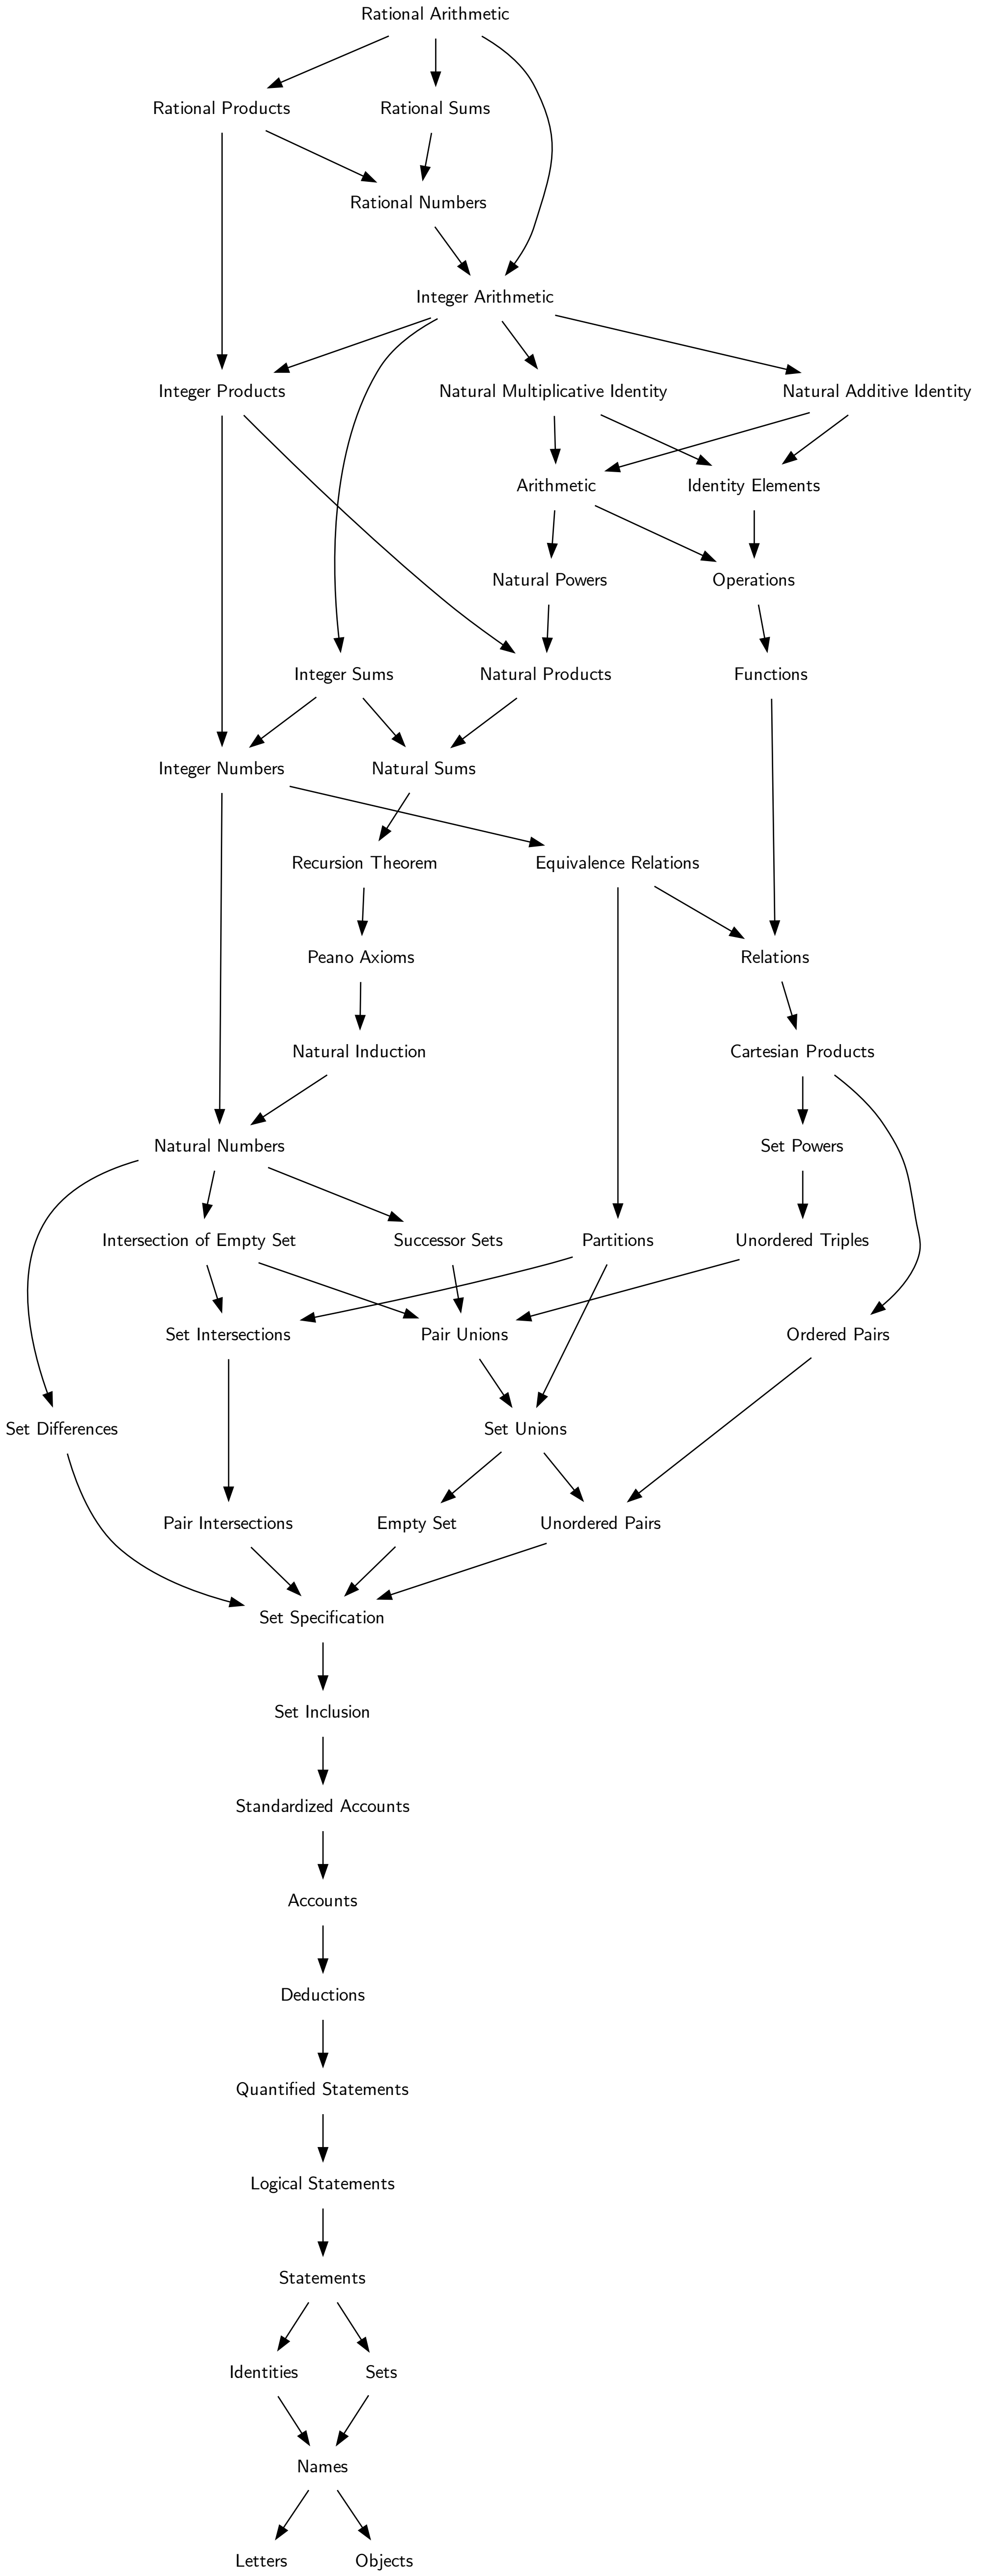 Rational Arithmetic
Rational Products
Rational Sums
Rational Numbers
Integer Arithmetic
Integer Products
Natural Multiplicative Identity
Natural Additive Identity
Arithmetic
Identity Elements
Natural Powers
Operations
Integer Sums
Natural Products
Functions
Integer Numbers
Natural Sums
Recursion Theorem
Equivalence Relations
Peano Axioms
Relations
Natural Induction
Cartesian Products
Natural Numbers
Set Powers
Intersection of Empty Set
Successor Sets
Partitions
Unordered Triples
Set Intersections
Pair Unions
Ordered Pairs
Set Differences
Set Unions
Pair Intersections
Empty Set
Unordered Pairs
Set Specification
Set Inclusion
Standardized Accounts
Accounts
Deductions
Quantified Statements
Logical Statements
Statements
Identities
Sets
Names
Letters
Objects